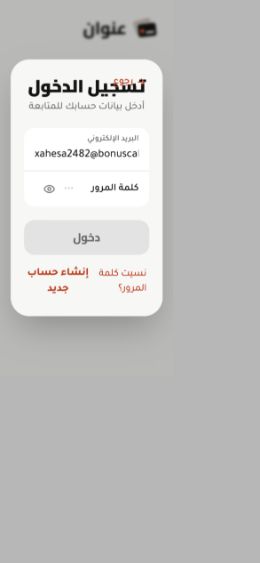 عنوان
رجوع
تسجيل الدخول
أدخل بيانات حسابك للمتابعة
البريد الإلكتروني
xahesa2482@bonusca
كلمة المرور ...
دخول
نسيت كلمة المرور؟
إنشاء حساب جديد